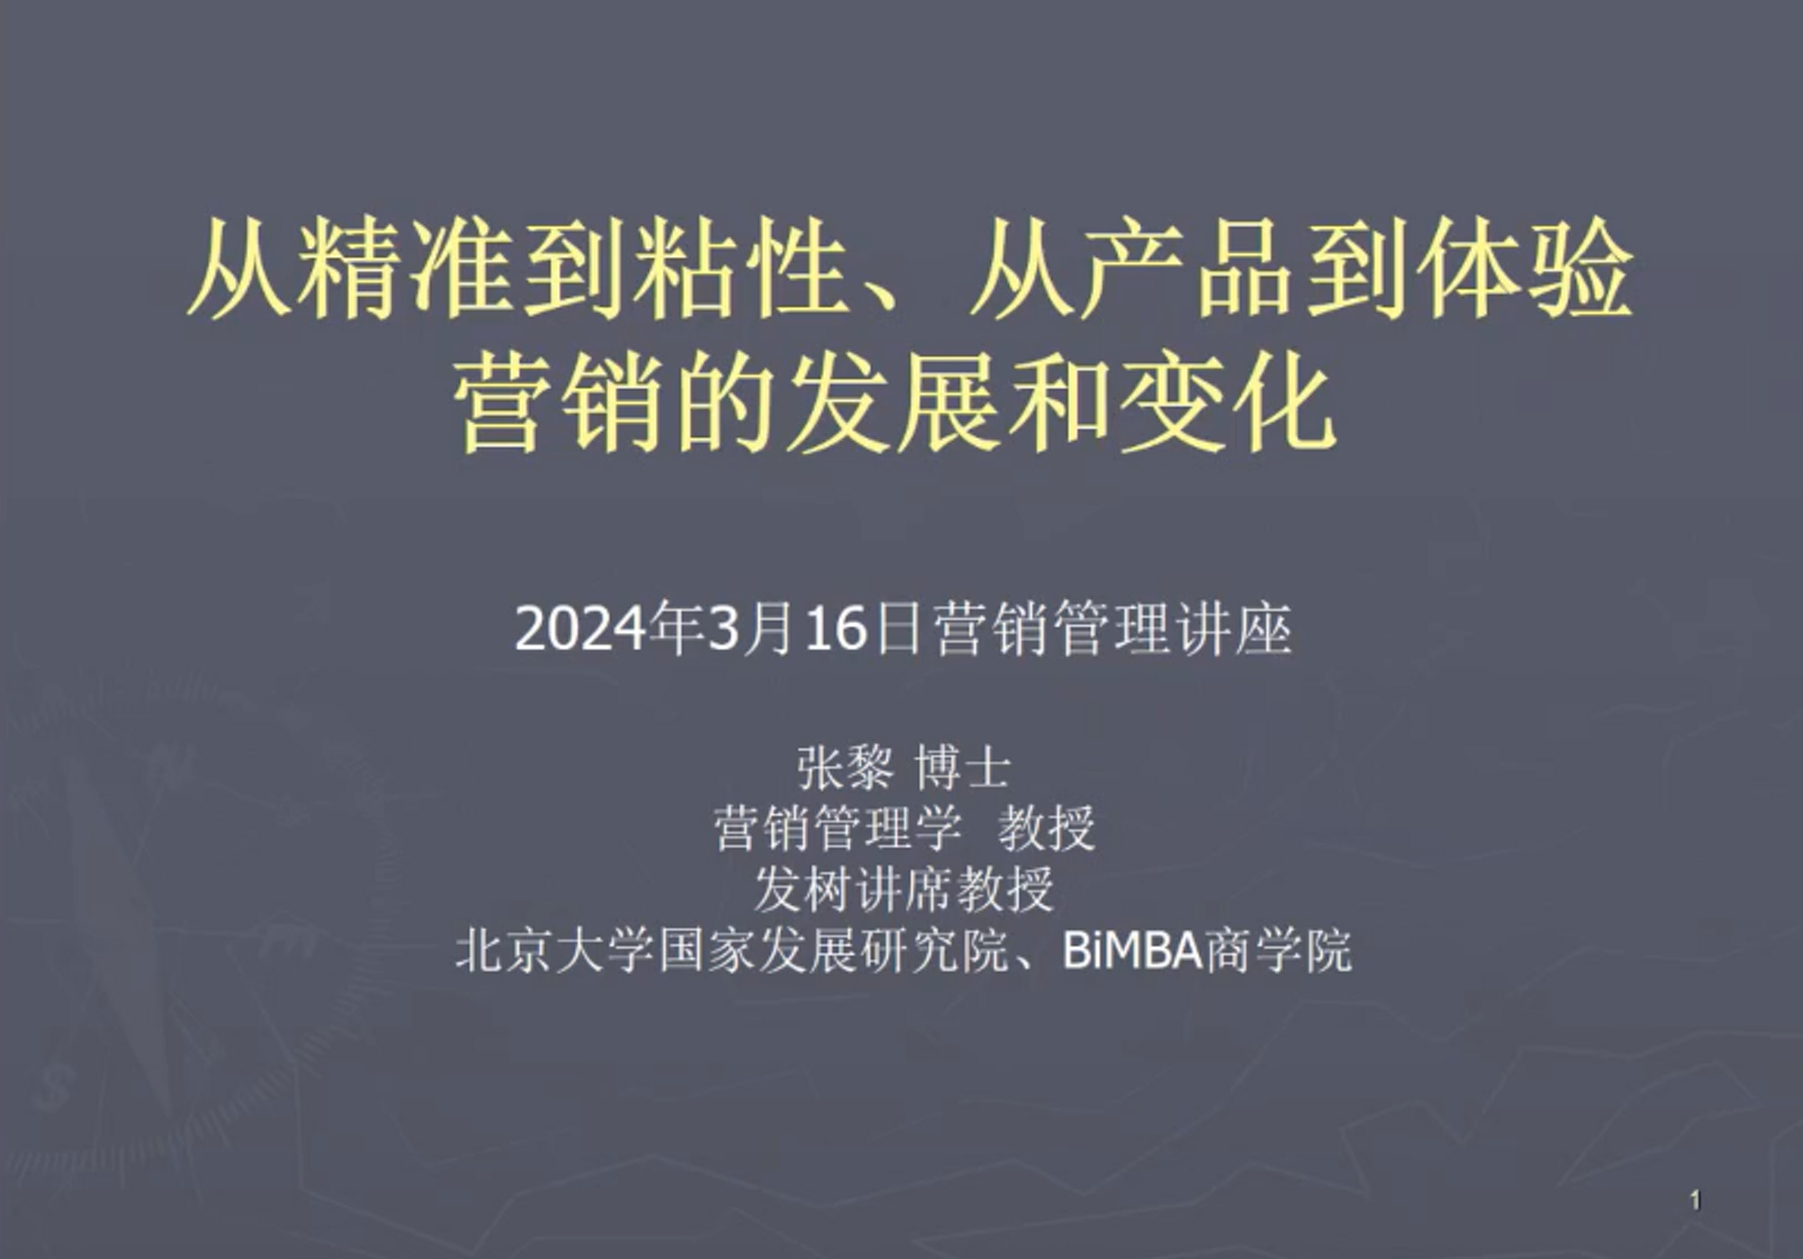 从精准到粘性、从产品到体验
营销的发展和变化
2024年3月16日营销管理讲座
张黎 博士
营销管理学 教授
发树讲席教授
北京大学国家发展研究院、BiMBA商学院
N
m
S
1